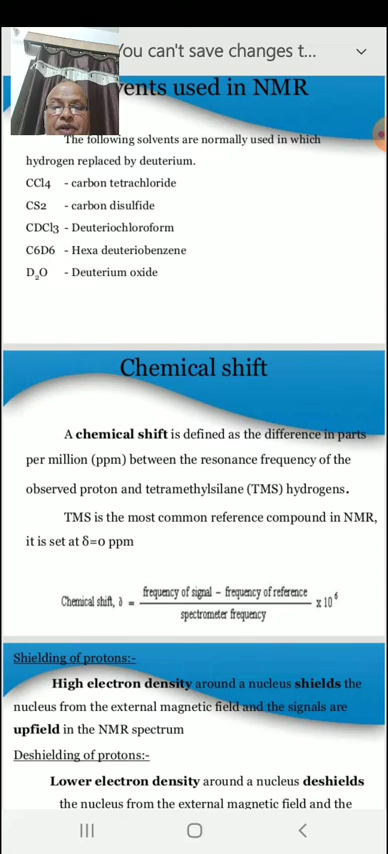 You can't save changes t...
vents used in NMR
The following solvents are normally used in which
hydrogen replaced by deuterium.
CCl4 - carbon tetrachloride
CS2 - carbon disulfide
CDCl3 - Deuteriochloroform
C6D6 - Hexa deuteriobenzene
D₂O - Deuterium oxide
Chemical shift
A chemical shift is defined as the difference in parts
per million (ppm) between the resonance frequency of the
observed proton and tetramethylsilane (TMS) hydrogens.
TMS is the most common reference compound in NMR,
it is set at δ=0 ppm
Chemical shift, ∂ = frequency of signal - frequency of reference / spectrometer frequency x 10⁶
Shielding of protons:-
High electron density around a nucleus shields the
nucleus from the external magnetic field and the signals are
upfield in the NMR spectrum
Deshielding of protons:-
Lower electron density around a nucleus deshields
the nucleus from the external magnetic field and the